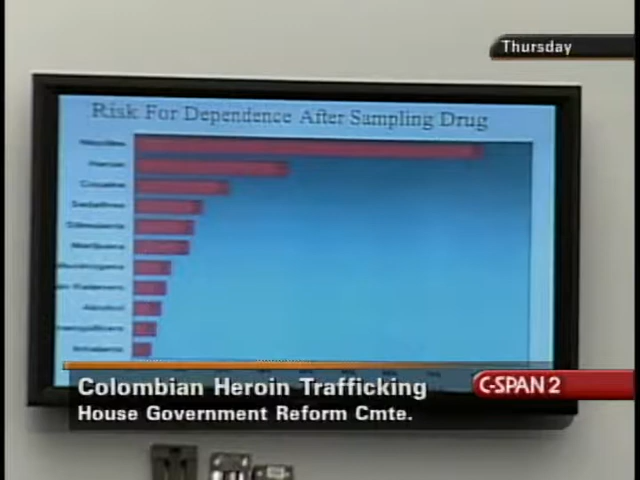 Thursday
Risk For Dependence After Sampling Drug
Heroin
Cocaine
Sedatives
Stimulants
Marijuana
Alcohol
Inhalants
Colombian Heroin Trafficking
C-SPAN 2
House Government Reform Cmte.